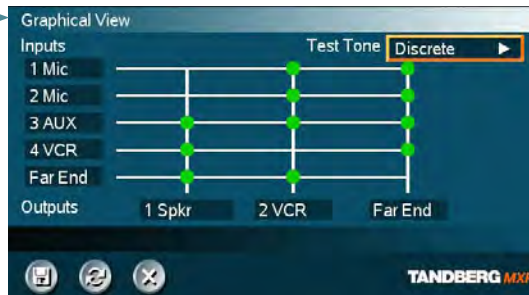 Graphical View
Inputs
Test Tone Discrete
1 Mic
2 Mic
3 AUX
4 VCR
Far End
Outputs 1 Spkr 2 VCR Far End
TANDBERG MXP